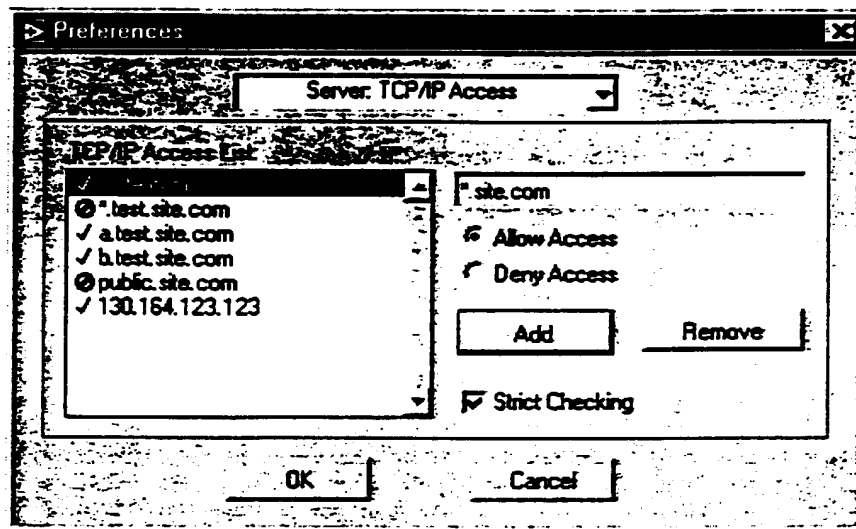 Preferences
Server: TCP/IP Access
TCP/IP Access List
*.site.com
⊘ *.test.site.com
Allow Access
✓ a.test.site.com
✓ b.test.site.com
Deny Access
⊘ public.site.com
✓ 130.164.123.123
Add
Remove
Strict Checking
OK
Cancel